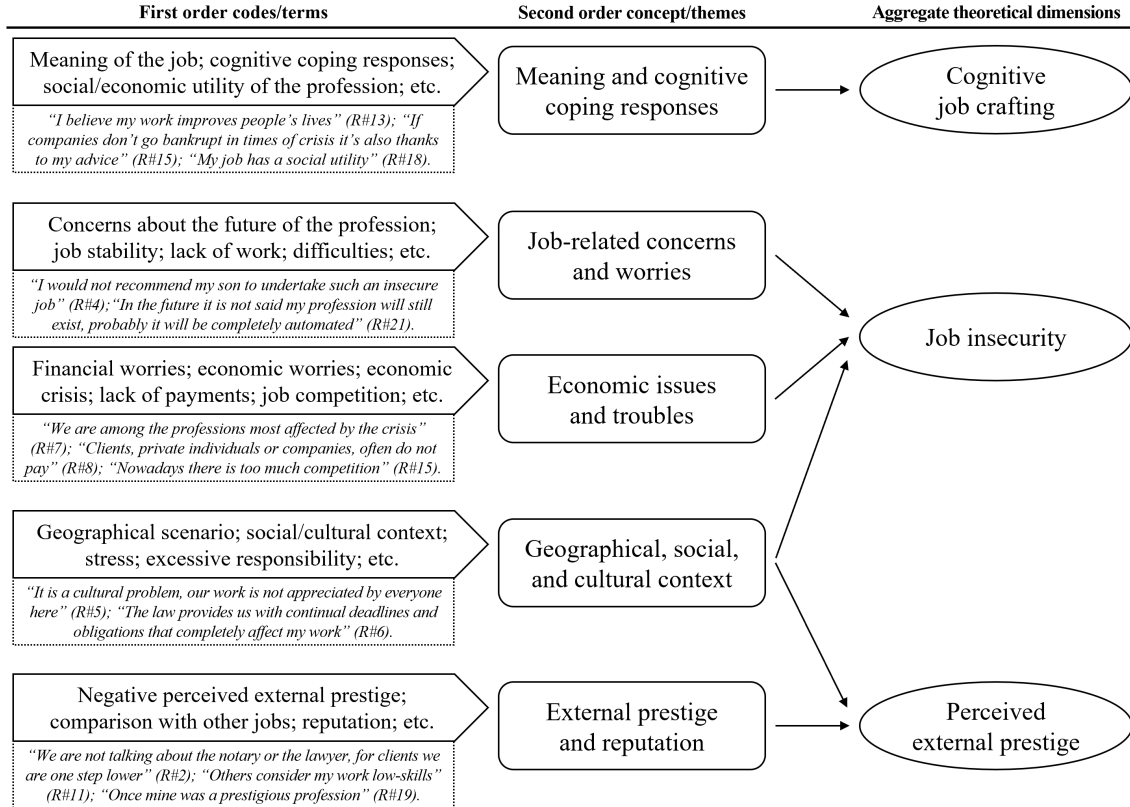 First order codes/terms
Second order concept/themes
Aggregate theoretical dimensions
Meaning of the job; cognitive coping responses;
social/economic utility of the profession; etc.
“I believe my work improves people’s lives” (R#13); “If
companies don’t go bankrupt in times of crisis it’s also thanks
to my advice” (R#15); “My job has a social utility” (R#18).
Meaning and cognitive
coping responses
Cognitive
job crafting
Concerns about the future of the profession;
job stability; lack of work; difficulties; etc.
“I would not recommend my son to undertake such an insecure
job” (R#4);“In the future it is not said my profession will still
exist, probably it will be completely automated” (R#21).
Job-related concerns
and worries
Job insecurity
Financial worries; economic worries; economic
crisis; lack of payments; job competition; etc.
“We are among the professions most affected by the crisis”
(R#7); “Clients, private individuals or companies, often do not
pay” (R#8); “Nowadays there is too much competition” (R#15).
Economic issues
and troubles
Geographical scenario; social/cultural context;
stress; excessive responsibility; etc.
“It is a cultural problem, our work is not appreciated by everyone
here” (R#5); “The law provides us with continual deadlines and
obligations that completely affect my work” (R#6).
Geographical, social,
and cultural context
Negative perceived external prestige;
comparison with other jobs; reputation; etc.
“We are not talking about the notary or the lawyer, for clients we
are one step lower” (R#2); “Others consider my work low-skills”
(R#11); “Once mine was a prestigious profession” (R#19).
External prestige
and reputation
Perceived
external prestige